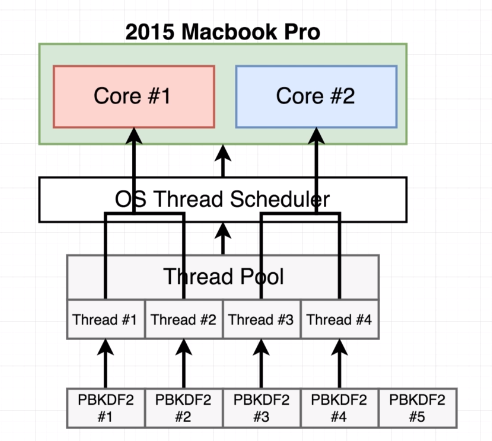 2015 Macbook Pro
Core #1
Core #2
OS Thread Scheduler
Thread Pool
Thread #1
Thread #2
Thread #3
Thread #4
PBKDF2
#1
PBKDF2
#2
PBKDF2
#3
PBKDF2
#4
PBKDF2
#5